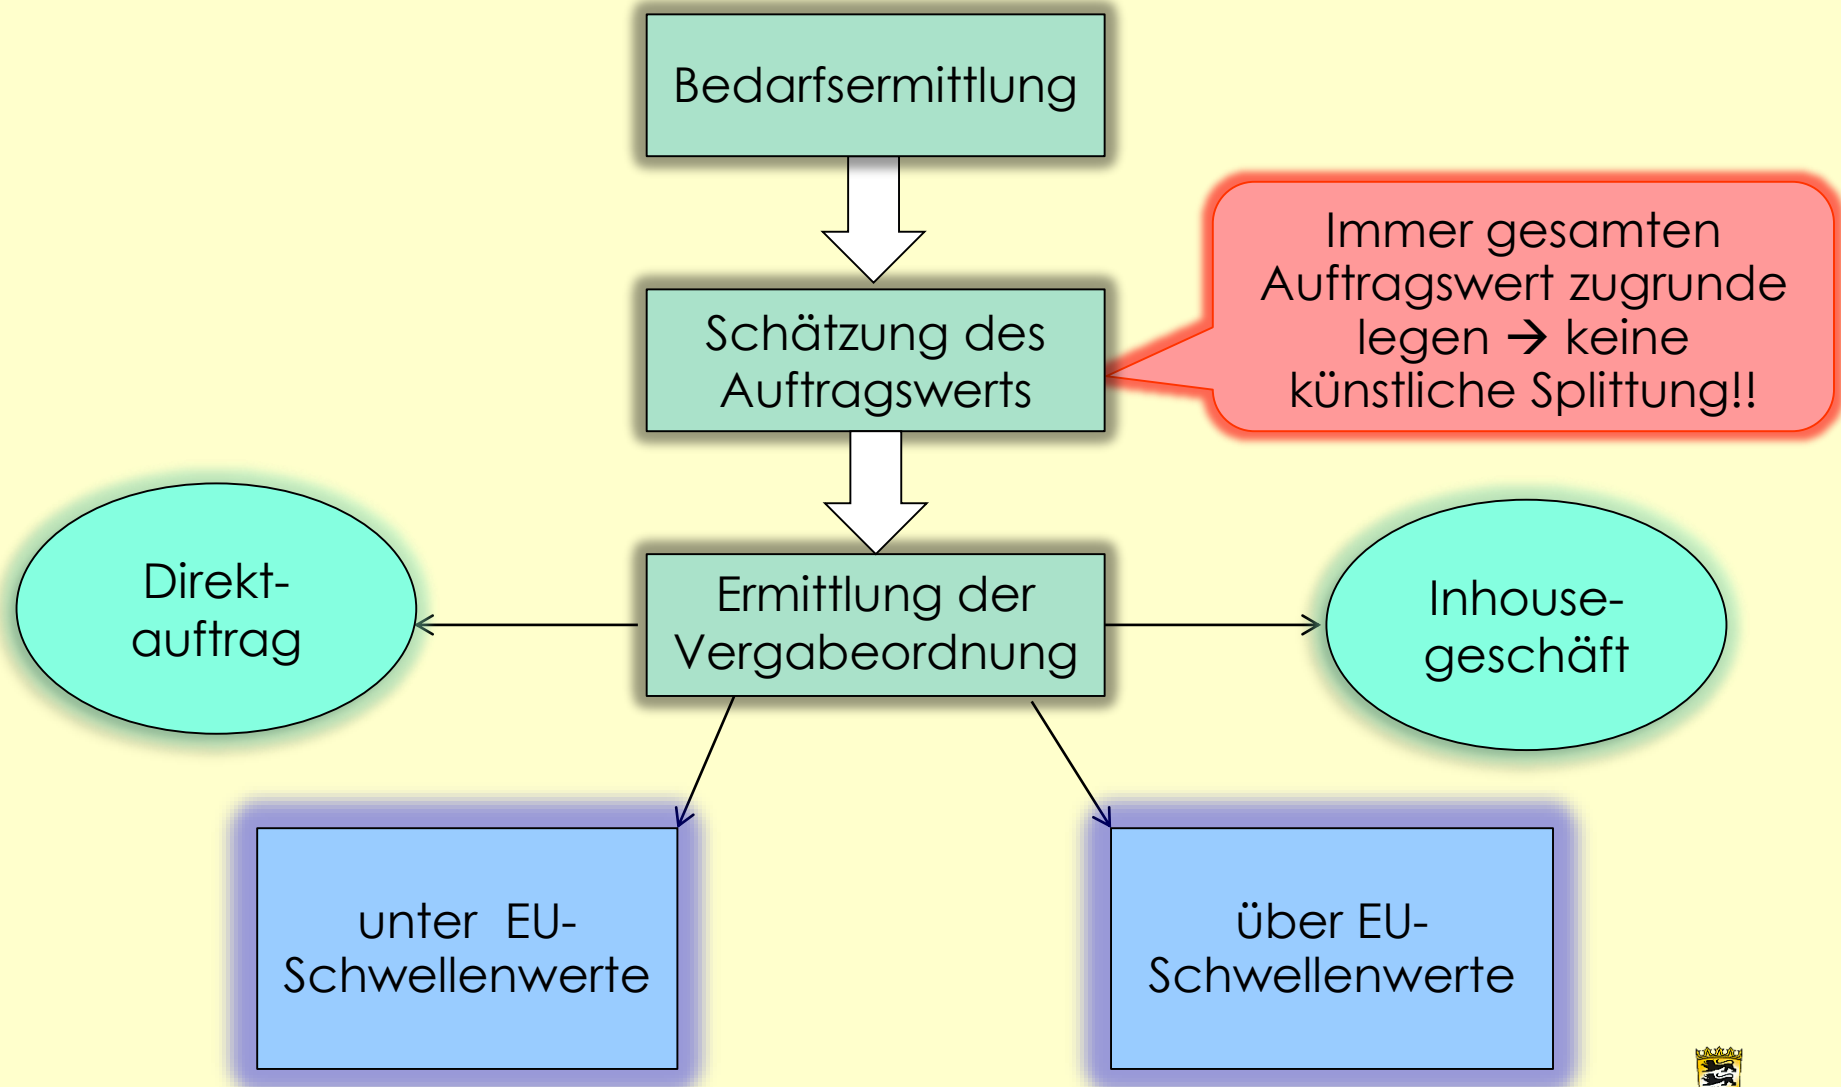 Bedarfsermittlung
Immer gesamten
Auftragswert zugrunde
legen → keine
künstliche Splittung!!
Schätzung des
Auftragswerts
Direkt-
auftrag
Ermittlung der
Vergabeordnung
Inhouse-
geschäft
unter  EU-
Schwellenwerte
über EU-
Schwellenwerte